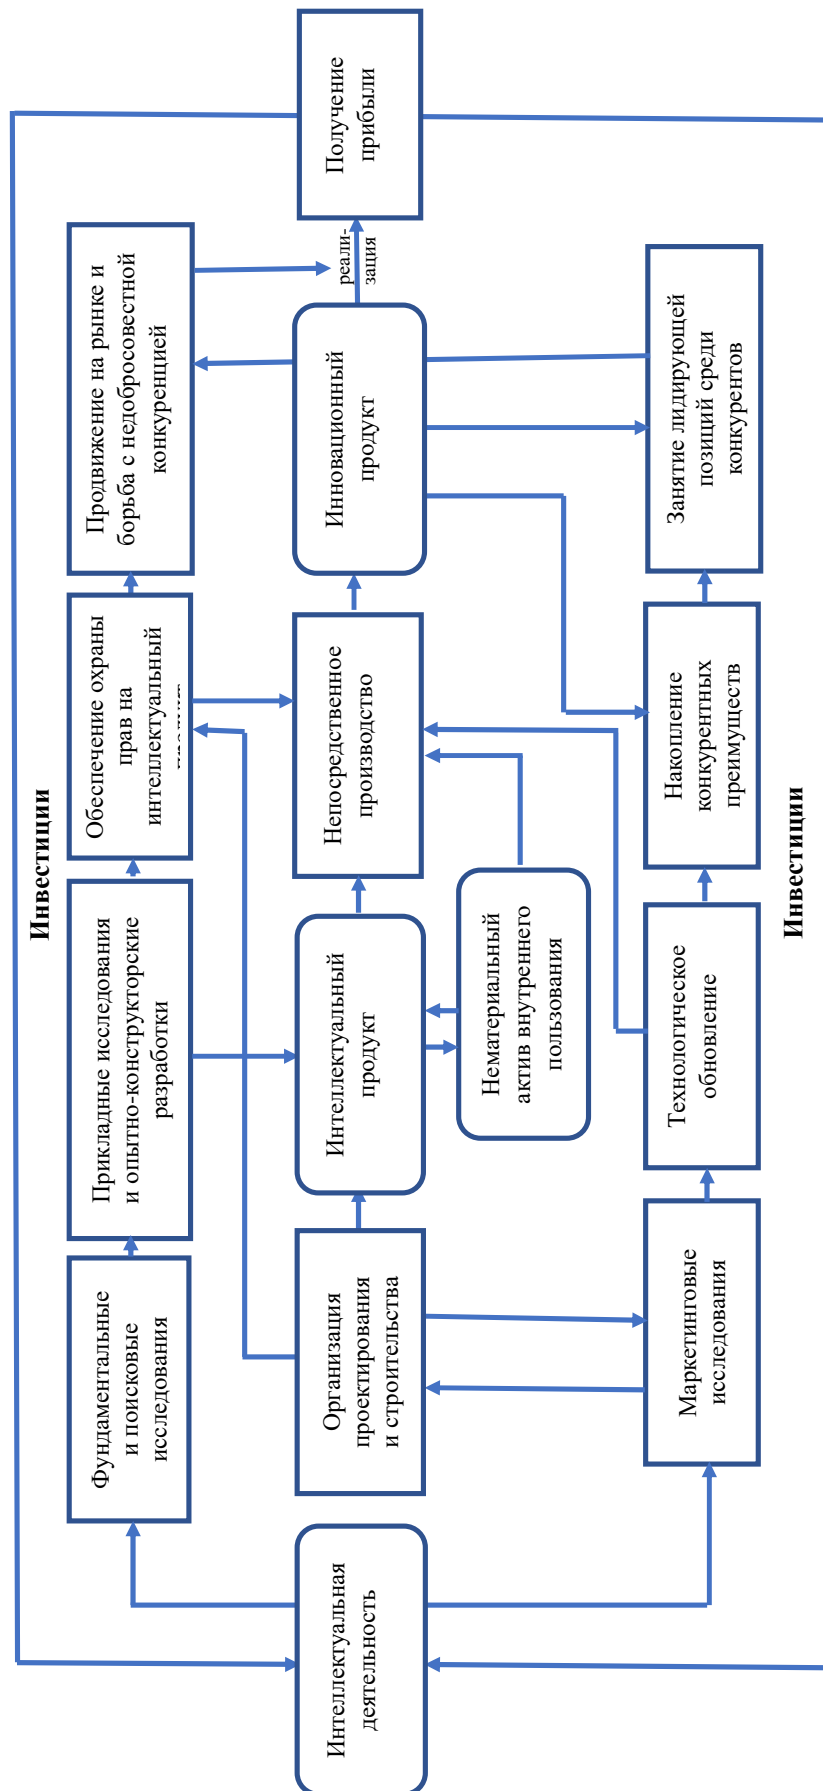 Инвестиции
Фундаментальные
и поисковые
исследования
Прикладные исследования
и опытно-конструкторские
разработки
Обеспечение охраны
прав на
интеллектуальный
Продвижение на рынке и
борьба с недобросовестной
конкуренцией
Интеллектуальная
деятельность
Организация
проектирования
и строительства
Интеллектуальный
продукт
Непосредственное
производство
Инновационный
продукт
реали-
зация
Получение
прибыли
Нематериальный
актив внутреннего
пользования
Маркетинговые
исследования
Технологическое
обновление
Накопление
конкурентных
преимуществ
Занятие лидирующей
позиций среди
конкурентов
Инвестиции